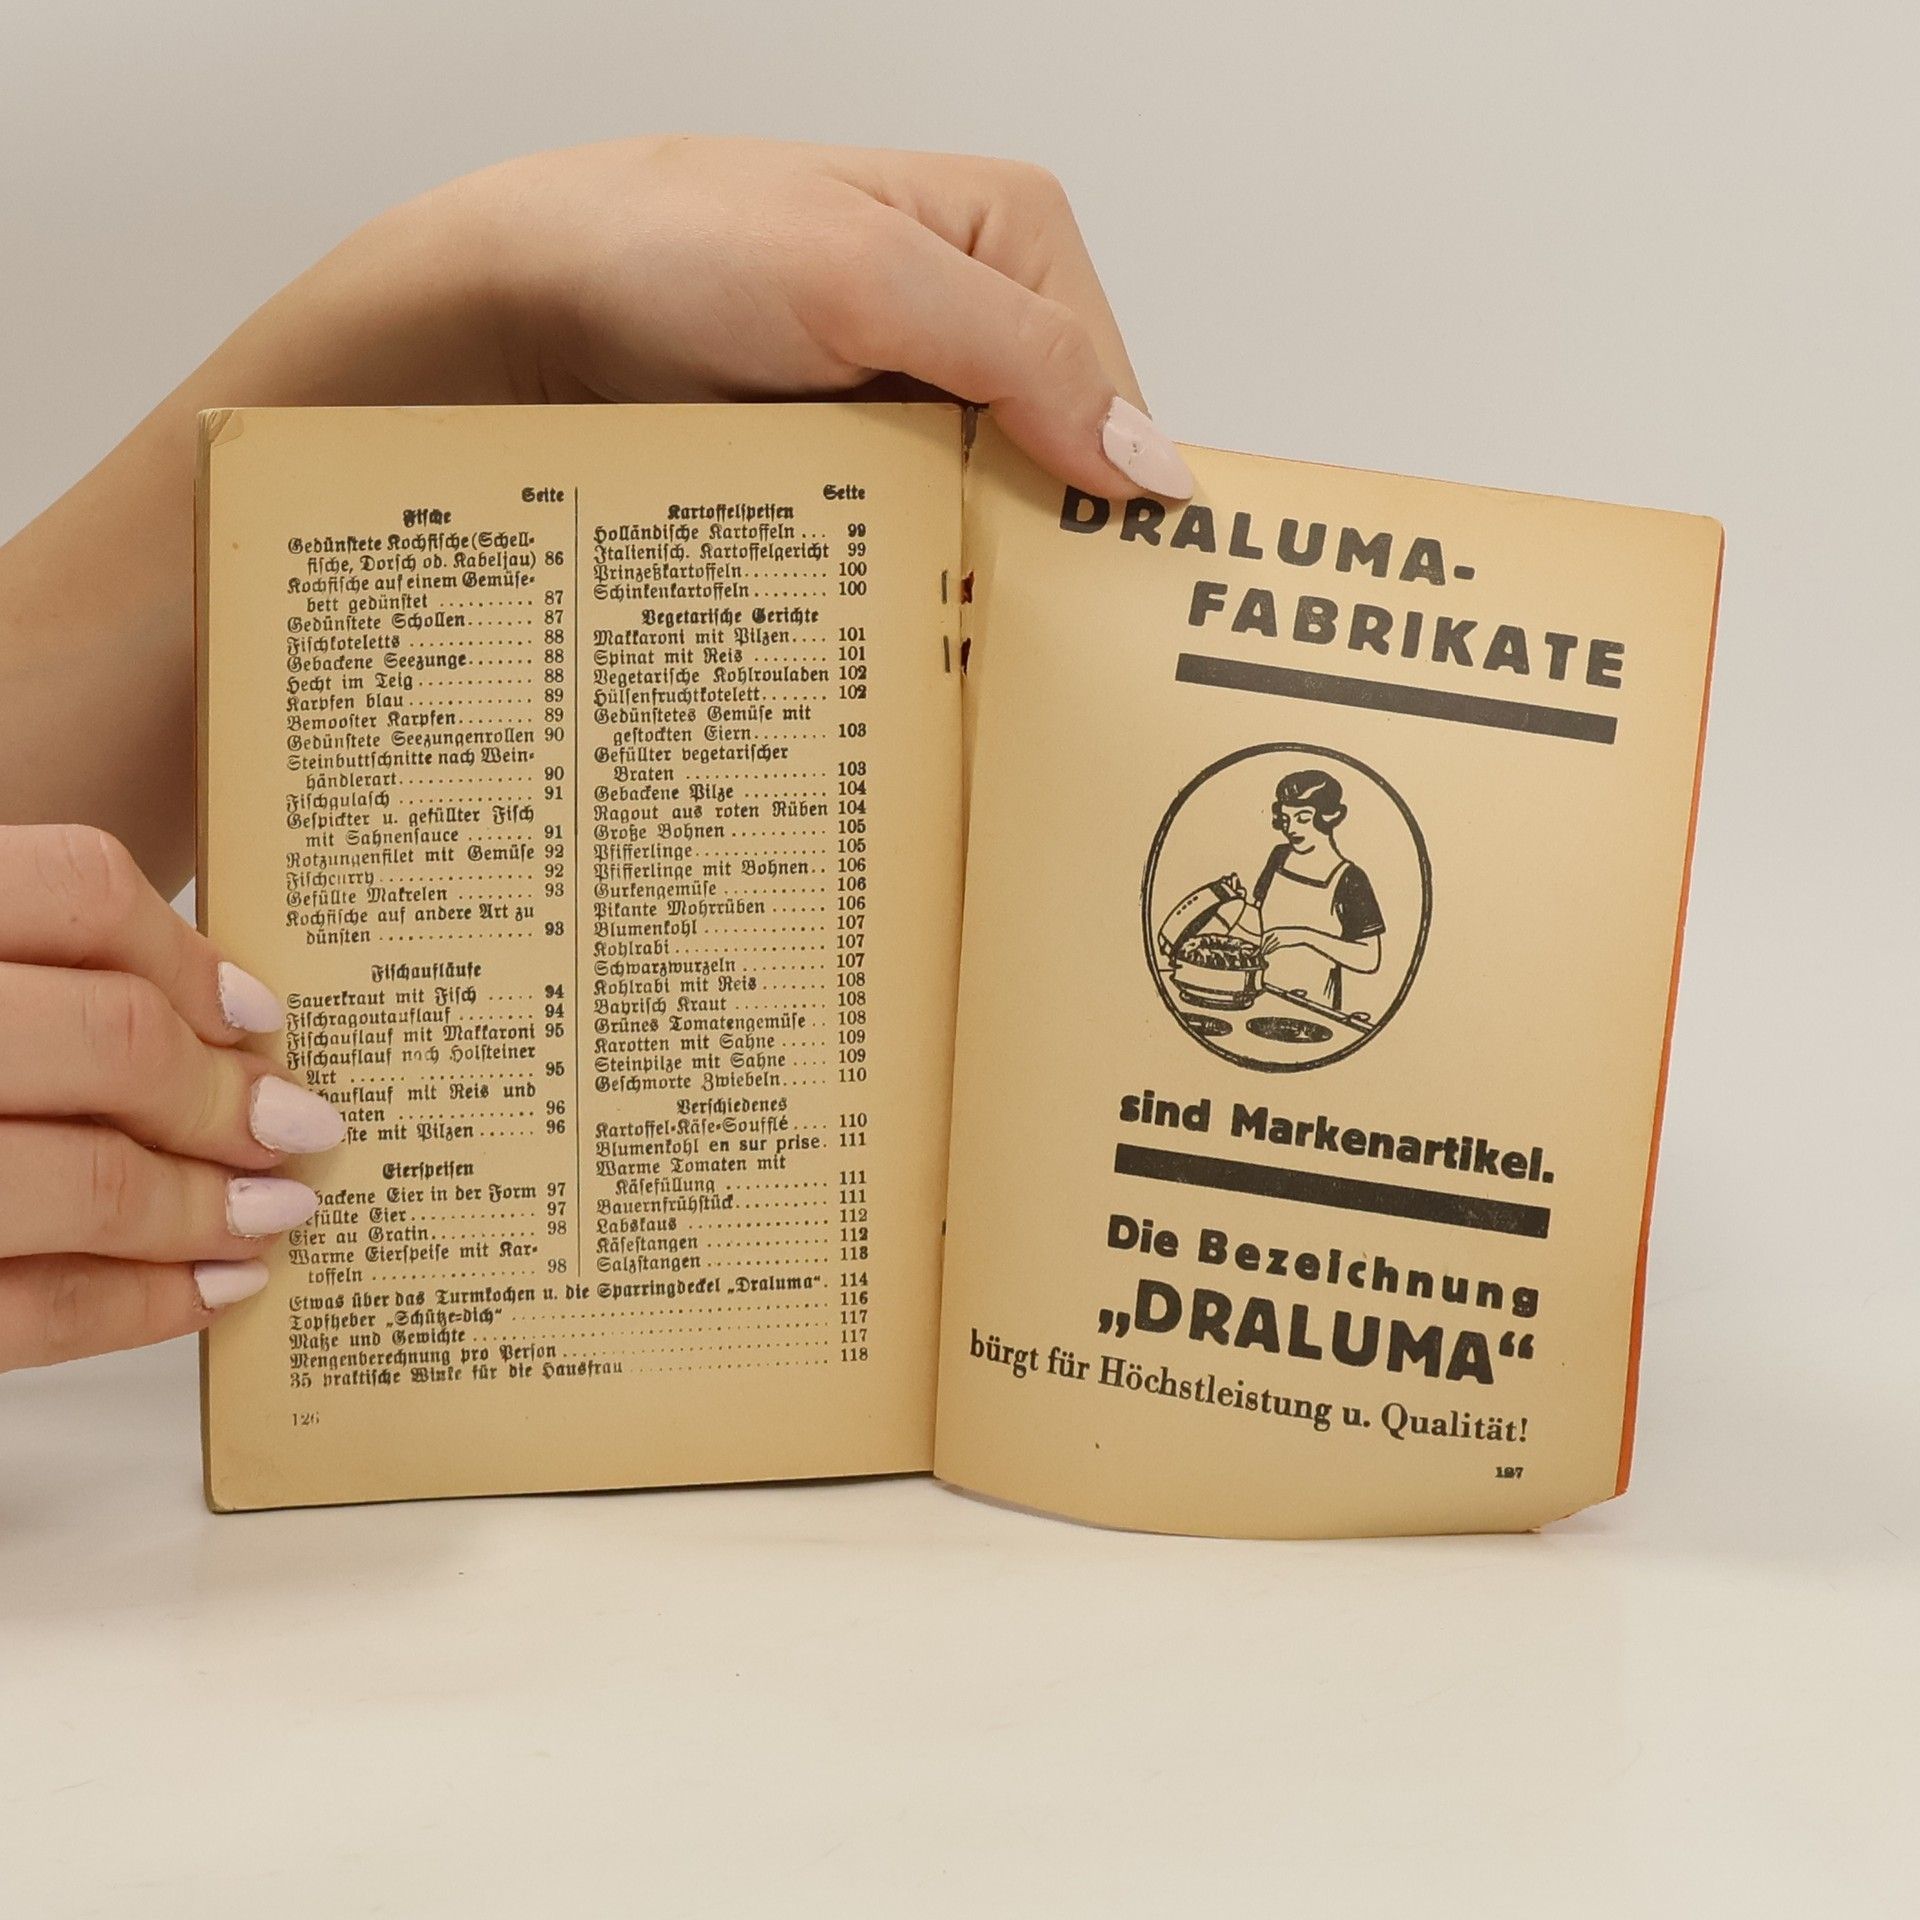 Seite
Fische
Gedünstete Kochfische (Schell-
fische, Dorsch od. Kabeljau) 86
Kochfische auf einem Gemüse-
bett gedünstet .......... 87
Gedünstete Schollen....... 87
Fischkoteletts ............. 88
Gebackene Seezunge....... 88
Hecht im Teig ............ 88
Karpfen blau ............. 89
Bemooster Karpfen........ 89
Gedünstete Seezungenrollen 90
Steinbuttschnitte nach Wein-
händlerart.............. 90
Fischgulasch .............. 91
Gespickter u. gefüllter Fisch
mit Sahnensauce ....... 91
Rotzungenfilet mit Gemüse 92
Fischcurry................ 92
Gefüllte Makrelen ........ 93
Kochfische auf andere Art zu
dünsten ................ 93
Fischaufläufe
Sauerkraut mit Fisch ..... 94
Fischragoutauflauf ........ 94
Fischauflauf mit Makkaroni 95
Fischauflauf nach Holsteiner
Art .................... 95
hauflauf mit Reis und
maten .............. 96
ste mit Pilzen...... 96
Eierspeisen
backene Eier in der Form 97
efüllte Eier............. 97
Eier au Gratin............ 98
Warme Eierspeise mit Kar-
toffeln ................. 98
Seite
Kartoffelspeisen
Holländische Kartoffeln ... 99
Italienisch. Kartoffelgericht 99
Prinzeßkartoffeln......... 100
Schinkenkartoffeln........ 100
Vegetarische Gerichte
Makkaroni mit Pilzen.... 101
Spinat mit Reis ........ 101
Vegetarische Kohlrouladen 102
Hülsenfruchtkotelett....... 102
Gedünstetes Gemüse mit
gestockten Eiern........ 103
Gefüllter vegetarischer
Braten ............... 103
Gebackene Pilze ......... 104
Ragout aus roten Rüben 104
Große Bohnen .......... 105
Pfifferlinge.............. 105
Pfifferlinge mit Bohnen.. 106
Gurkengemüse ........... 106
Pikante Mohrrüben ...... 106
Blumenkohl ............. 107
Kohlrabi................ 107
Schwarzwurzeln ......... 107
Kohlrabi mit Reis ....... 108
Bayrisch Kraut .......... 108
Grünes Tomatengemüse .. 108
Karotten mit Sahne ..... 109
Steinpilze mit Sahne .... 109
Geschmorte Zwiebeln..... 110
Verschiedenes
Kartoffel-Käse-Soufflé .... 110
Blumenkohl en sur prise. 111
Warme Tomaten mit
Käsefüllung ........... 111
Bauernfrühstück.......... 111
Labskaus ............... 112
Käsestangen ............ 112
Salzstangen ............. 113
Etwas über das Turmkochen u. die Sparringdeckel „Draluma“. 114
Topfheber „Schütze=dich“ ........................ 116
Maße und Gewichte ............................ 117
Mengenberechnung pro Person ..................... 117
35 praktische Winke für die Hausfrau ................ 118
126
DRALUMA-
FABRIKATE
sind Markenartikel.
Die Bezeichnung
„DRALUMA“
bürgt für Höchstleistung u. Qualität!
127